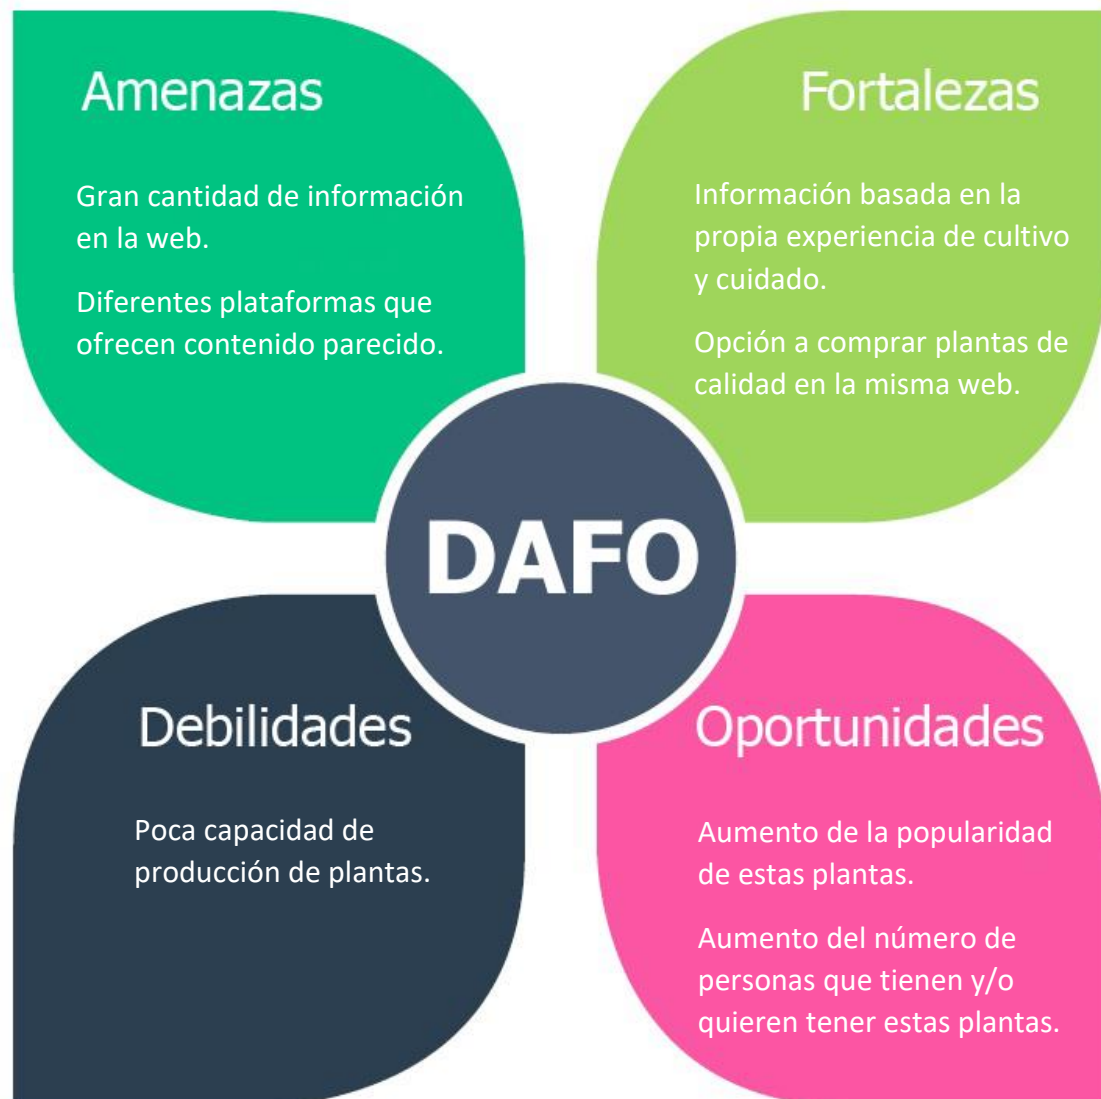 Amenazas
Gran cantidad de información
en la web.
Diferentes plataformas que
ofrecen contenido parecido.
Fortalezas
Información basada en la
propia experiencia de cultivo
y cuidado.
Opción a comprar plantas de
calidad en la misma web.
DAFO
Debilidades
Poca capacidad de
producción de plantas.
Oportunidades
Aumento de la popularidad
de estas plantas.
Aumento del número de
personas que tienen y/o
quieren tener estas plantas.